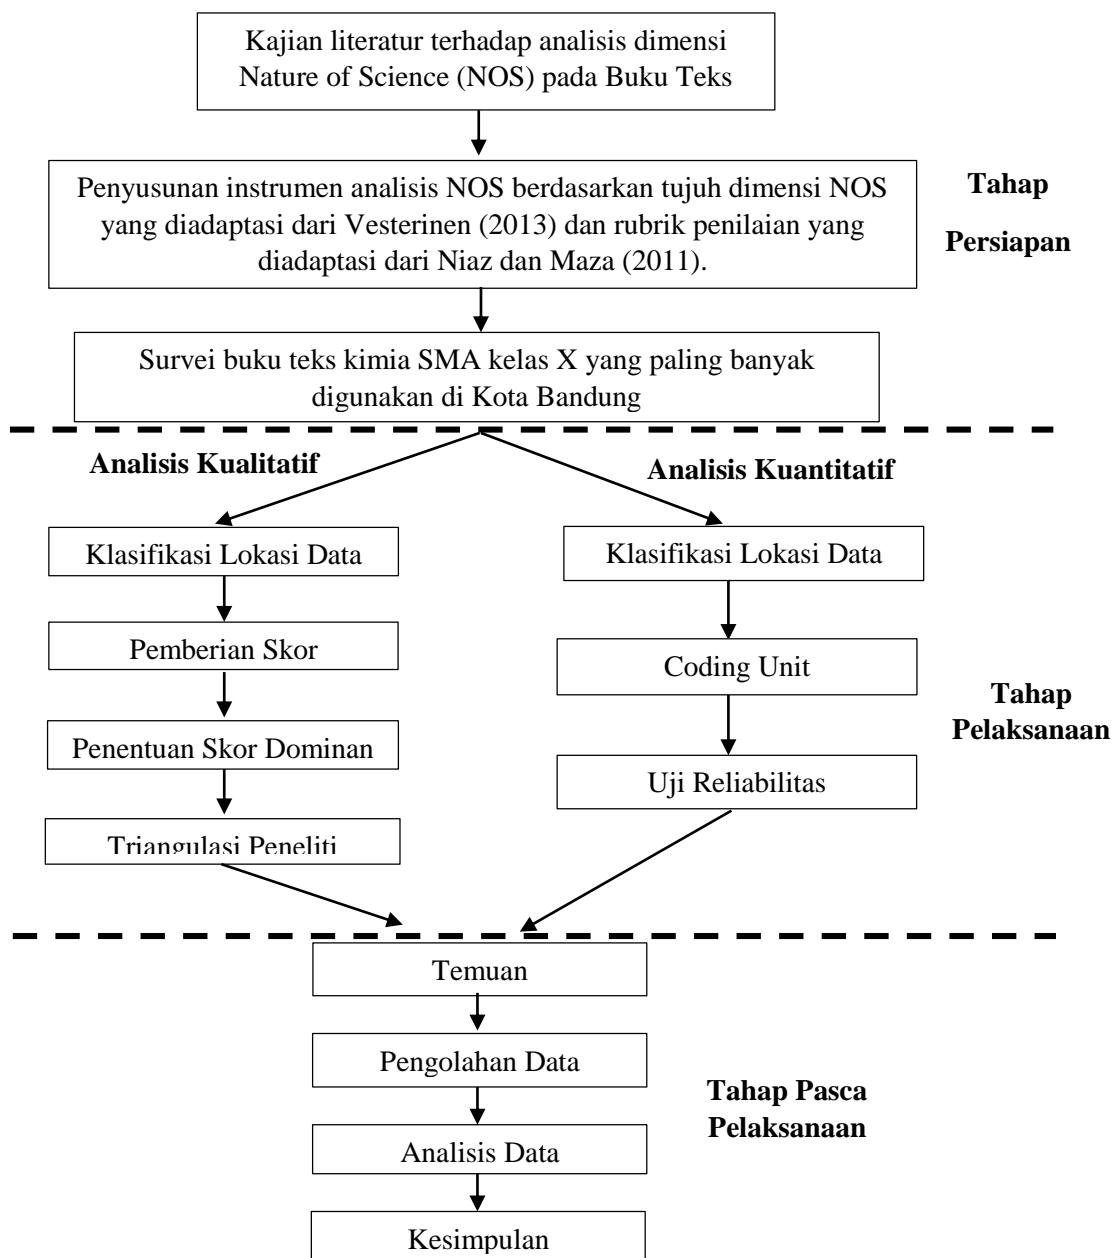 Kajian literatur terhadap analisis dimensi
Nature of Science (NOS) pada Buku Teks
Penyusunan instrumen analisis NOS berdasarkan tujuh dimensi NOS
yang diadaptasi dari Vesterinen (2013) dan rubrik penilaian yang
diadaptasi dari Niaz dan Maza (2011).
Tahap
Persiapan
Survei buku teks kimia SMA kelas X yang paling banyak
digunakan di Kota Bandung
Analisis Kualitatif
Klasifikasi Lokasi Data
Pemberian Skor
Penentuan Skor Dominan
Triangulasi Peneliti
Analisis Kuantitatif
Klasifikasi Lokasi Data
Coding Unit
Uji Reliabilitas
Tahap
Pelaksanaan
Temuan
Pengolahan Data
Analisis Data
Kesimpulan
Tahap Pasca
Pelaksanaan